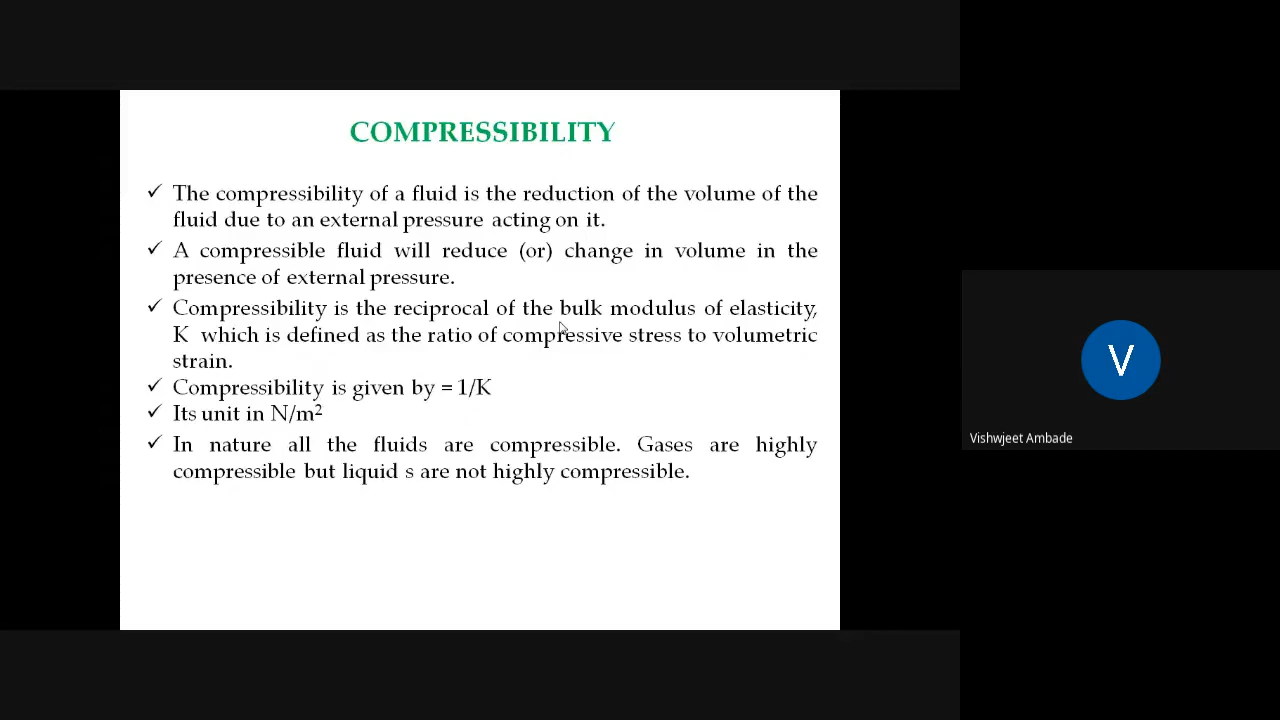 COMPRESSIBILITY
✓ The compressibility of a fluid is the reduction of the volume of the
fluid due to an external pressure acting on it.
✓ A compressible fluid will reduce (or) change in volume in the
presence of external pressure.
✓ Compressibility is the reciprocal of the bulk modulus of elasticity,
K which is defined as the ratio of compressive stress to volumetric
strain.
✓ Compressibility is given by = 1/K
✓ Its unit in N/m²
✓ In nature all the fluids are compressible. Gases are highly
compressible but liquid s are not highly compressible.
V
Vishwjeet Ambade